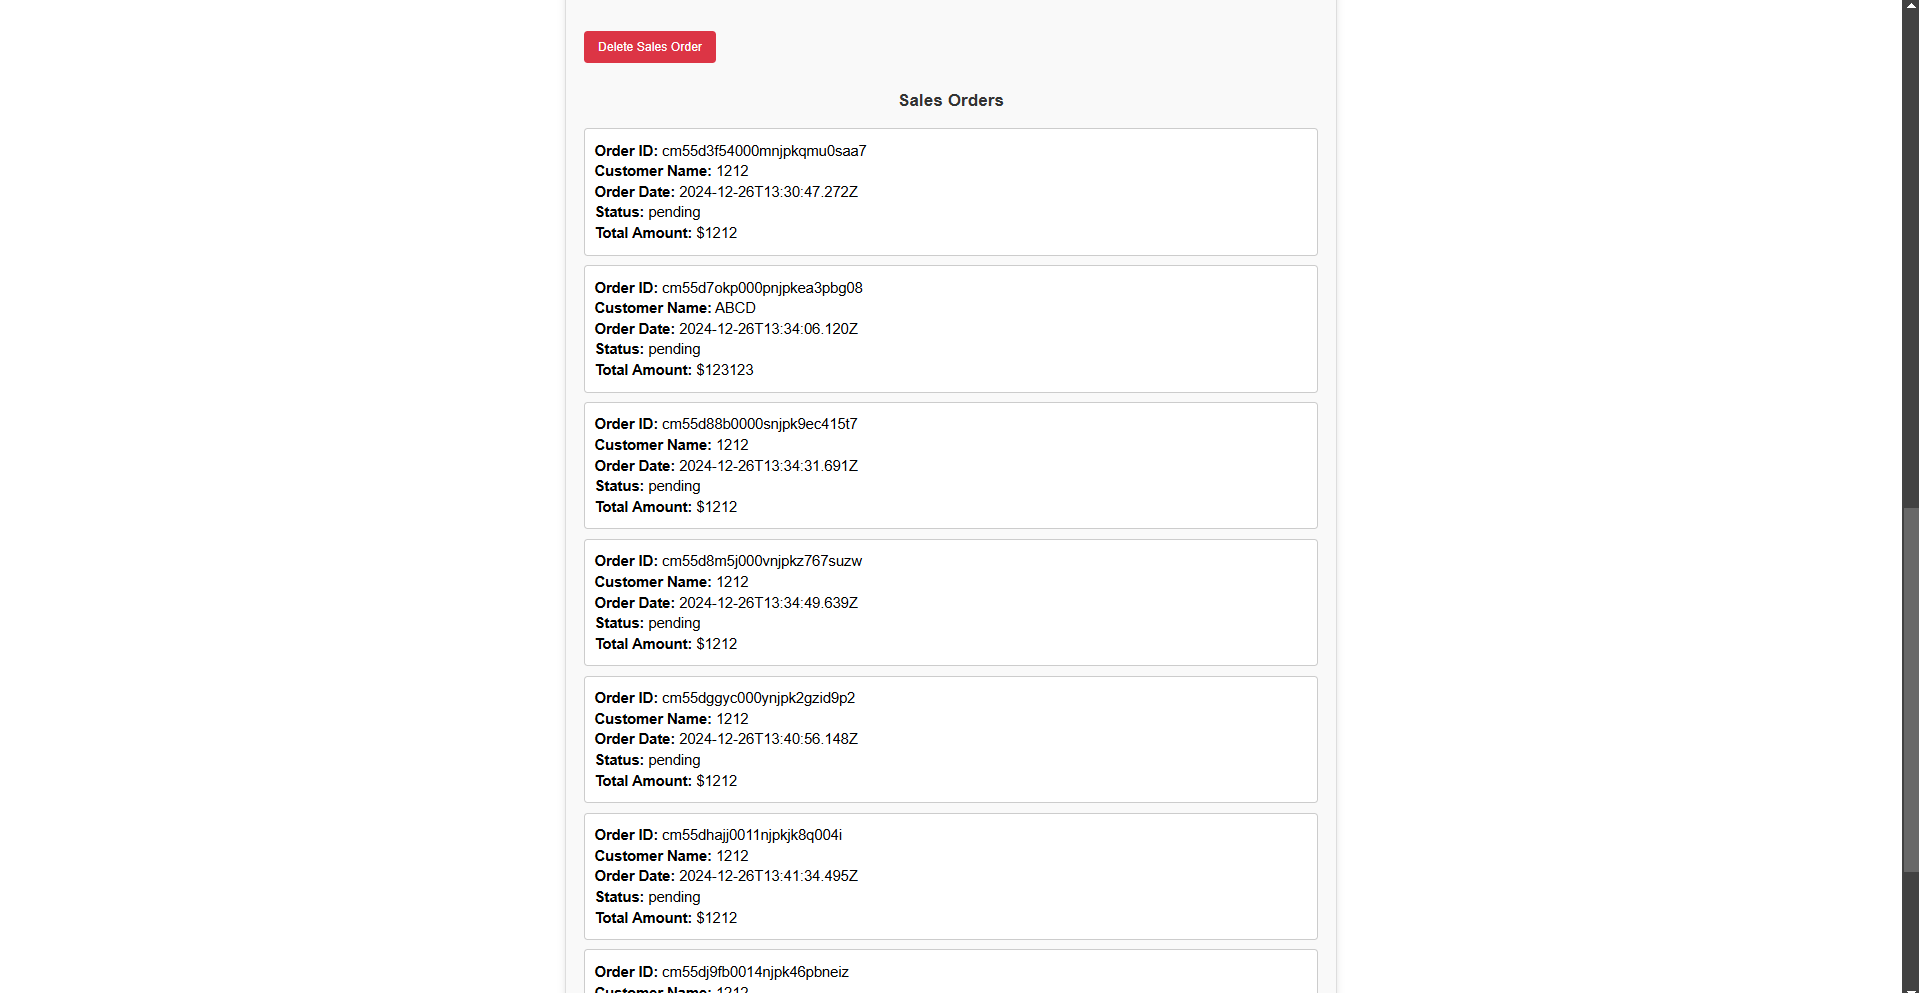 Delete Sales Order
Sales Orders
Order ID: cm55d3f54000mnjpkqmu0saa7
Customer Name: 1212
Order Date: 2024-12-26T13:30:47.272Z
Status: pending
Total Amount: $1212
Order ID: cm55d7okp000pnjpkea3pbg08
Customer Name: ABCD
Order Date: 2024-12-26T13:34:06.120Z
Status: pending
Total Amount: $123123
Order ID: cm55d88b0000snjpk9ec415t7
Customer Name: 1212
Order Date: 2024-12-26T13:34:31.691Z
Status: pending
Total Amount: $1212
Order ID: cm55d8m5j000vnjpkz767suzw
Customer Name: 1212
Order Date: 2024-12-26T13:34:49.639Z
Status: pending
Total Amount: $1212
Order ID: cm55dggyc000ynjpk2gzid9p2
Customer Name: 1212
Order Date: 2024-12-26T13:40:56.148Z
Status: pending
Total Amount: $1212
Order ID: cm55dhajj0011njpkjk8q004i
Customer Name: 1212
Order Date: 2024-12-26T13:41:34.495Z
Status: pending
Total Amount: $1212
Order ID: cm55dj9fb0014njpk46pbneiz
Customer Name: 1212